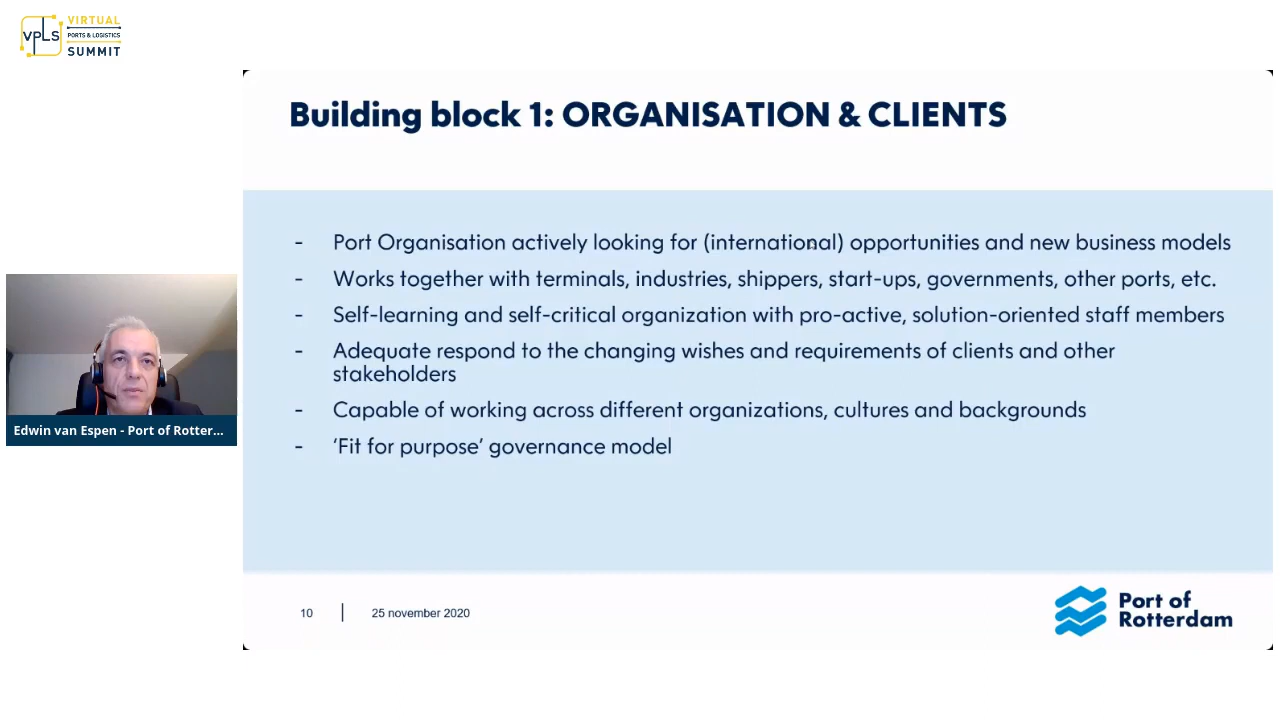 vpLs
VIRTUAL
PORTS & LOGISTICS
SUMMIT
Building block 1: ORGANISATION & CLIENTS
- Port Organisation actively looking for (international) opportunities and new business models
- Works together with terminals, industries, shippers, start-ups, governments, other ports, etc.
- Self-learning and self-critical organization with pro-active, solution-oriented staff members
- Adequate respond to the changing wishes and requirements of clients and other
stakeholders
- Capable of working across different organizations, cultures and backgrounds
- ‘Fit for purpose’ governance model
Edwin van Espen - Port of Rotter...
10 | 25 november 2020
Port of
Rotterdam